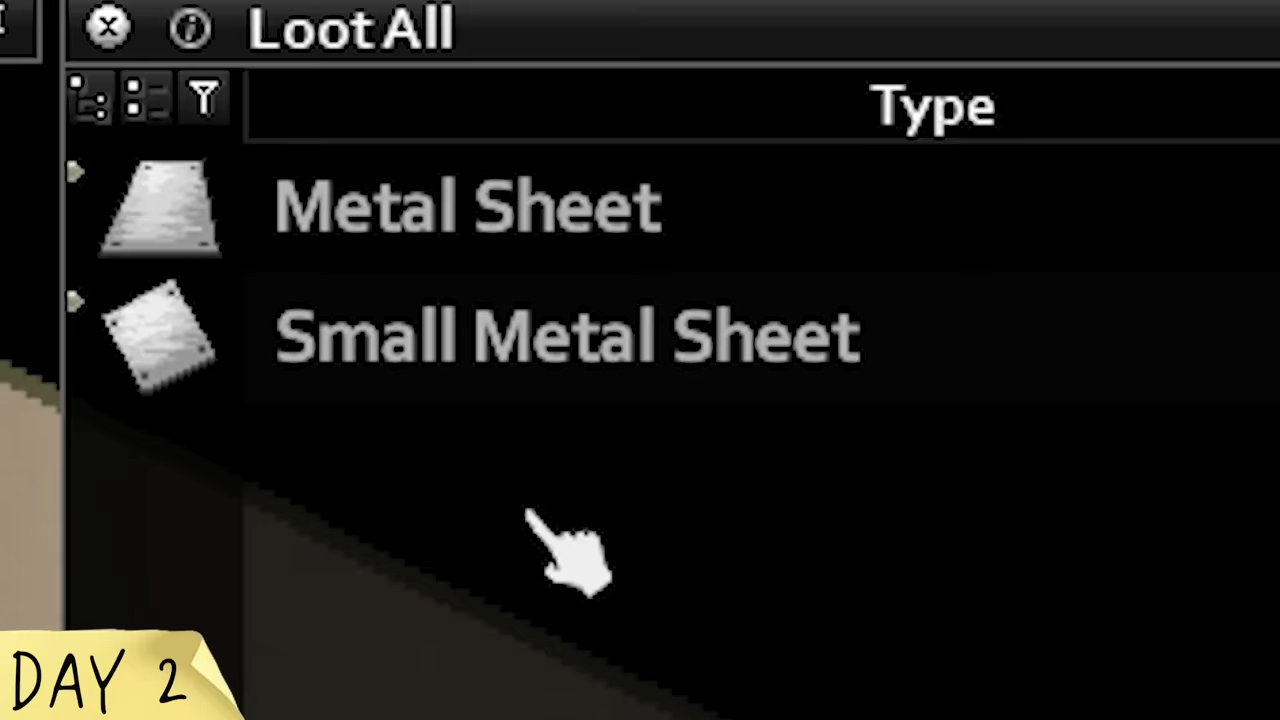 Loot All
Type
Metal Sheet
Small Metal Sheet
DAY 2